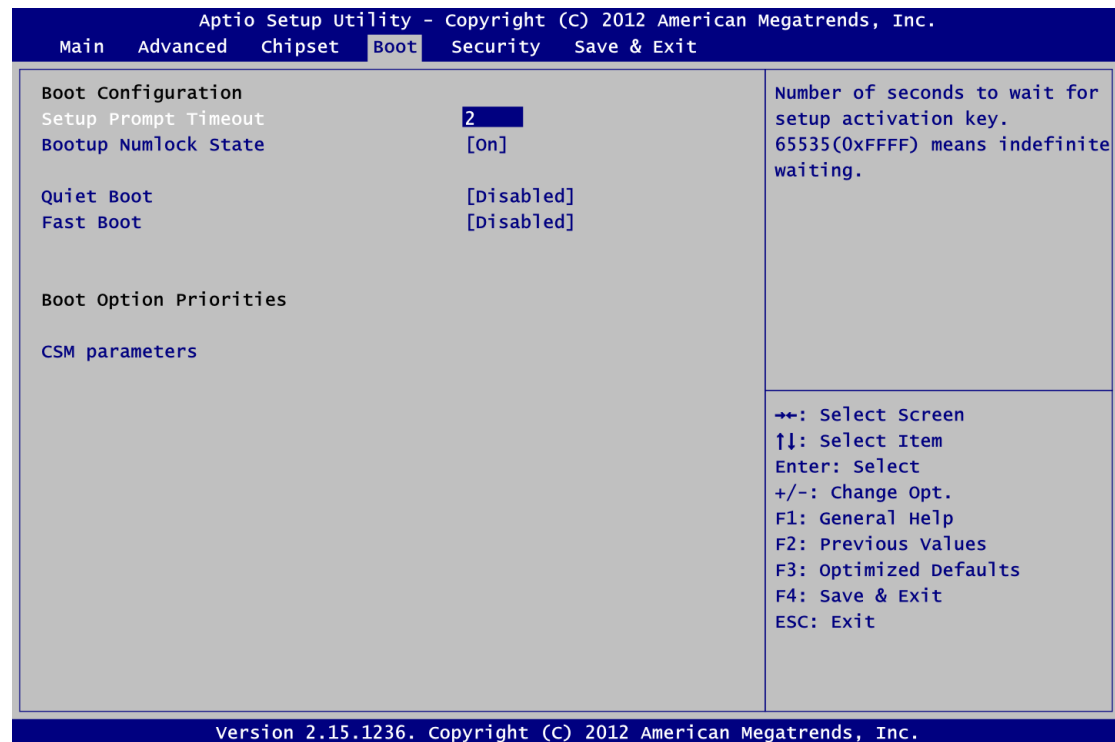 Aptio Setup Utility - Copyright (C) 2012 American Megatrends, Inc.
Main Advanced Chipset Boot Security Save & Exit
Boot Configuration
Setup Prompt Timeout 2
Bootup Numlock State [On]
Quiet Boot [Disabled]
Fast Boot [Disabled]
Boot Option Priorities
CSM parameters
Number of seconds to wait for
setup activation key.
65535(0xFFFF) means indefinite
waiting.
→←: Select Screen
↑↓: Select Item
Enter: Select
+/-: Change Opt.
F1: General Help
F2: Previous Values
F3: Optimized Defaults
F4: Save & Exit
ESC: Exit
Version 2.15.1236. Copyright (C) 2012 American Megatrends, Inc.